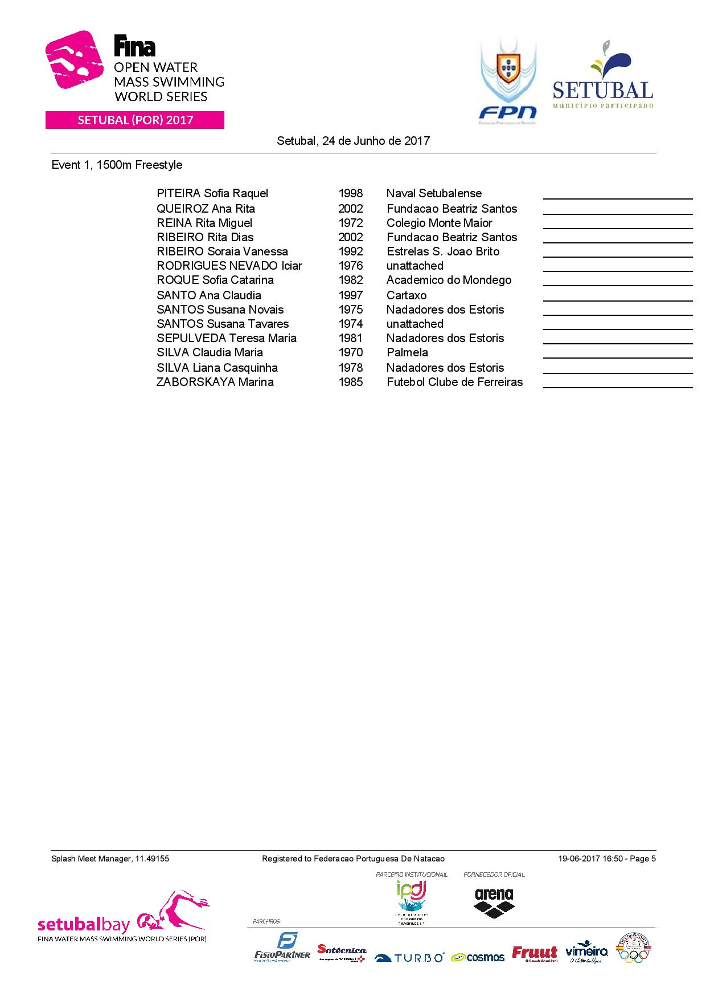 Fina
OPEN WATER
MASS SWIMMING
WORLD SERIES
SETUBAL (POR) 2017
FPN
FEDERAÇÃO PORTUGUESA DE NATAÇÃO
SETUBAL
MUNICÍPIO PARTICIPADO
Setubal, 24 de Junho de 2017
Event 1, 1500m Freestyle
PITEIRA Sofia Raquel 1998 Naval Setubalense
QUEIROZ Ana Rita 2002 Fundacao Beatriz Santos
REINA Rita Miguel 1972 Colegio Monte Maior
RIBEIRO Rita Dias 2002 Fundacao Beatriz Santos
RIBEIRO Soraia Vanessa 1992 Estrelas S. Joao Brito
RODRIGUES NEVADO Iciar 1976 unattached
ROQUE Sofia Catarina 1982 Academico do Mondego
SANTO Ana Claudia 1997 Cartaxo
SANTOS Susana Novais 1975 Nadadores dos Estoris
SANTOS Susana Tavares 1974 unattached
SEPULVEDA Teresa Maria 1981 Nadadores dos Estoris
SILVA Claudia Maria 1970 Palmela
SILVA Liana Casquinha 1978 Nadadores dos Estoris
ZABORSKAYA Marina 1985 Futebol Clube de Ferreiras
Splash Meet Manager, 11.49155 Registered to Federacao Portuguesa De Natacao 19-06-2017 16:50 - Page 5
PARCEIRO INSTITUCIONAL FORNECEDOR OFICIAL
ipdj
DO DESPORTO
arena
setubalbay
FINA WATER MASS SWIMMING WORLD SERIES (POR)
PARCEIROS
FISIOPARTNER
Sotécnica
VINCI
TURBO
cosmos
Fruut
vimeiro